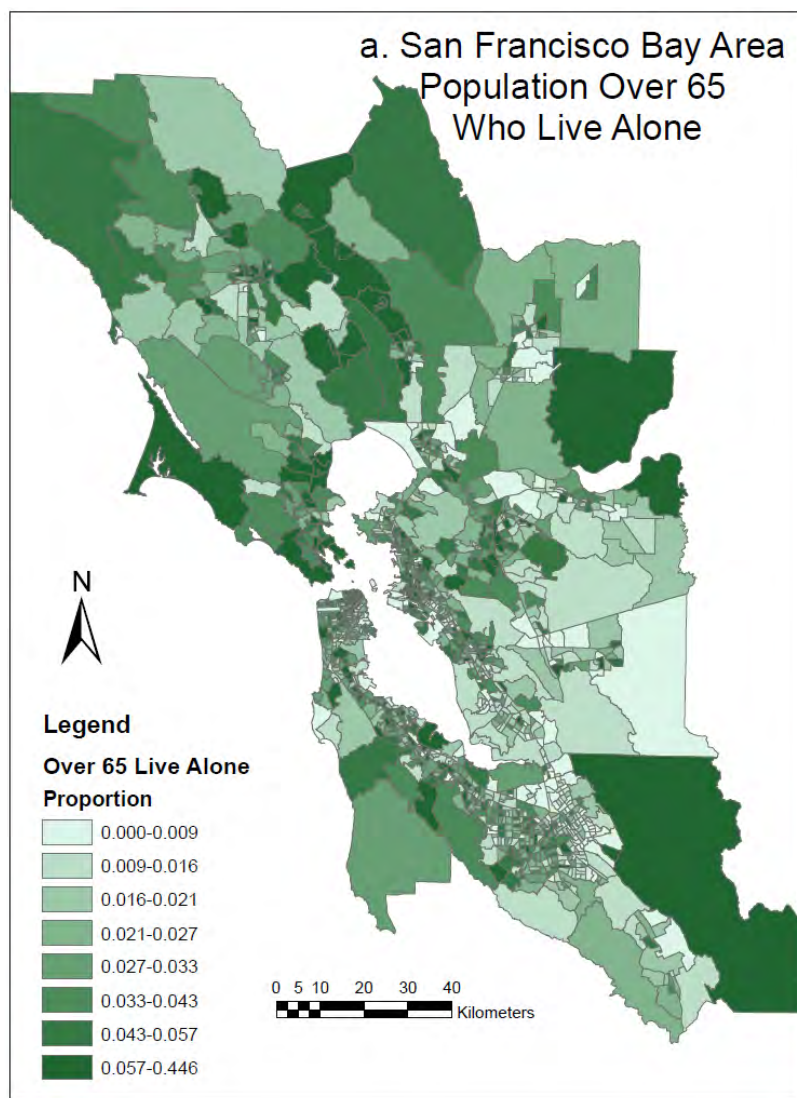 a. San Francisco Bay Area
Population Over 65
Who Live Alone
N
Legend
Over 65 Live Alone
Proportion
0.000-0.009
0.009-0.016
0.016-0.021
0.021-0.027
0.027-0.033
0.033-0.043
0.043-0.057
0.057-0.446
0 5 10 20 30 40
Kilometers